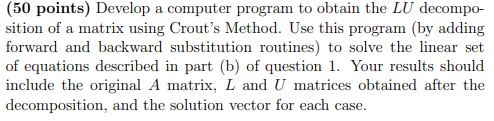 (50 points) Develop a computer program to obtain the LU decompo-
sition of a matrix using Crout's Method. Use this program (by adding
forward and backward substitution routines) to solve the linear set
of equations described in part (b) of question 1. Your results should
include the original A matrix, L and U matrices obtained after the
decomposition, and the solution vector for each case.